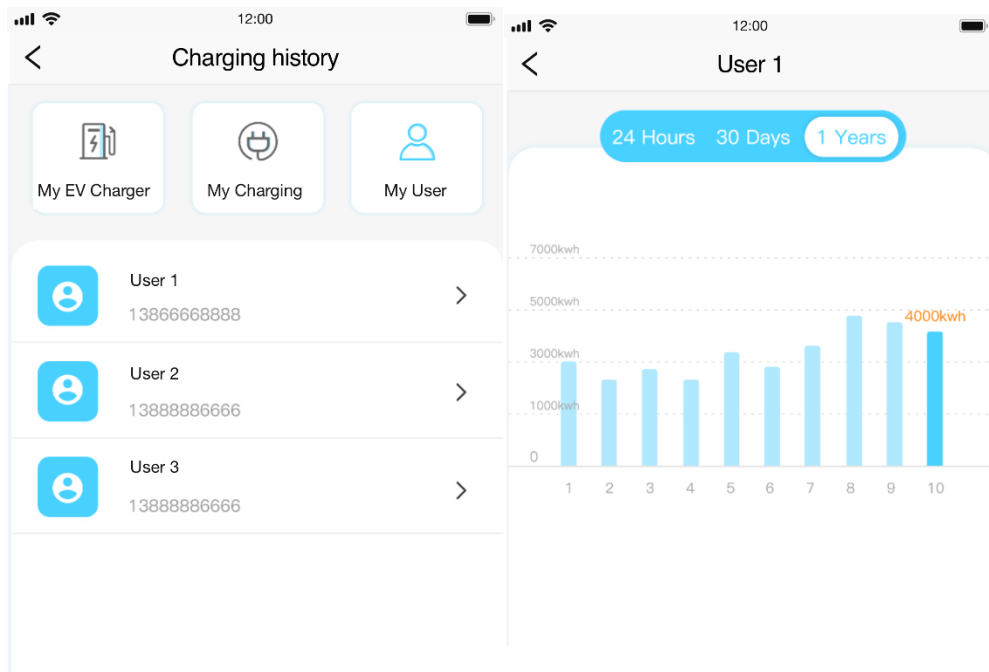 12:00
Charging history
My EV Charger
My Charging
My User
User 1
13866668888
User 2
13888886666
User 3
13888886666
12:00
User 1
24 Hours 30 Days 1 Years
7000kwh
5000kwh
4000kwh
3000kwh
1000kwh
0
1 2 3 4 5 6 7 8 9 10